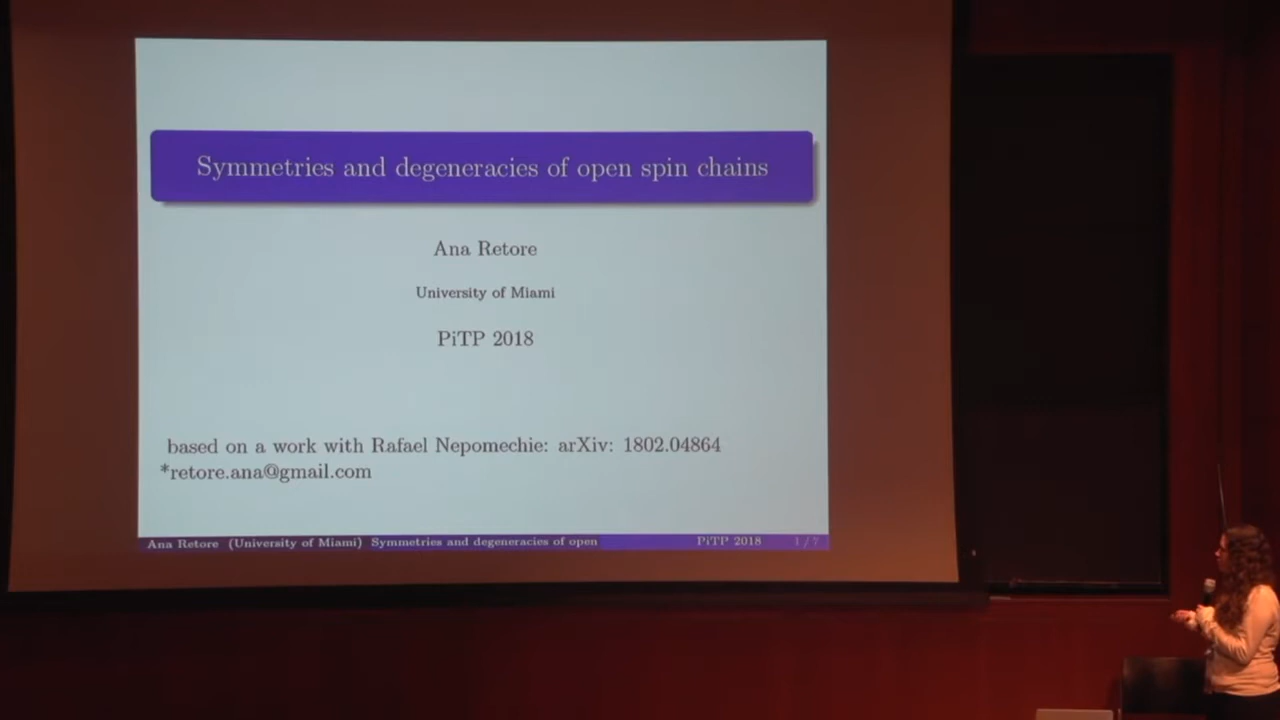 Symmetries and degeneracies of open spin chains
Ana Retore
University of Miami
PiTP 2018
based on a work with Rafael Nepomechie: arXiv: 1802.04864
*retore.ana@gmail.com
Ana Retore (University of Miami) Symmetries and degeneracies of open PiTP 2018 1 / 7